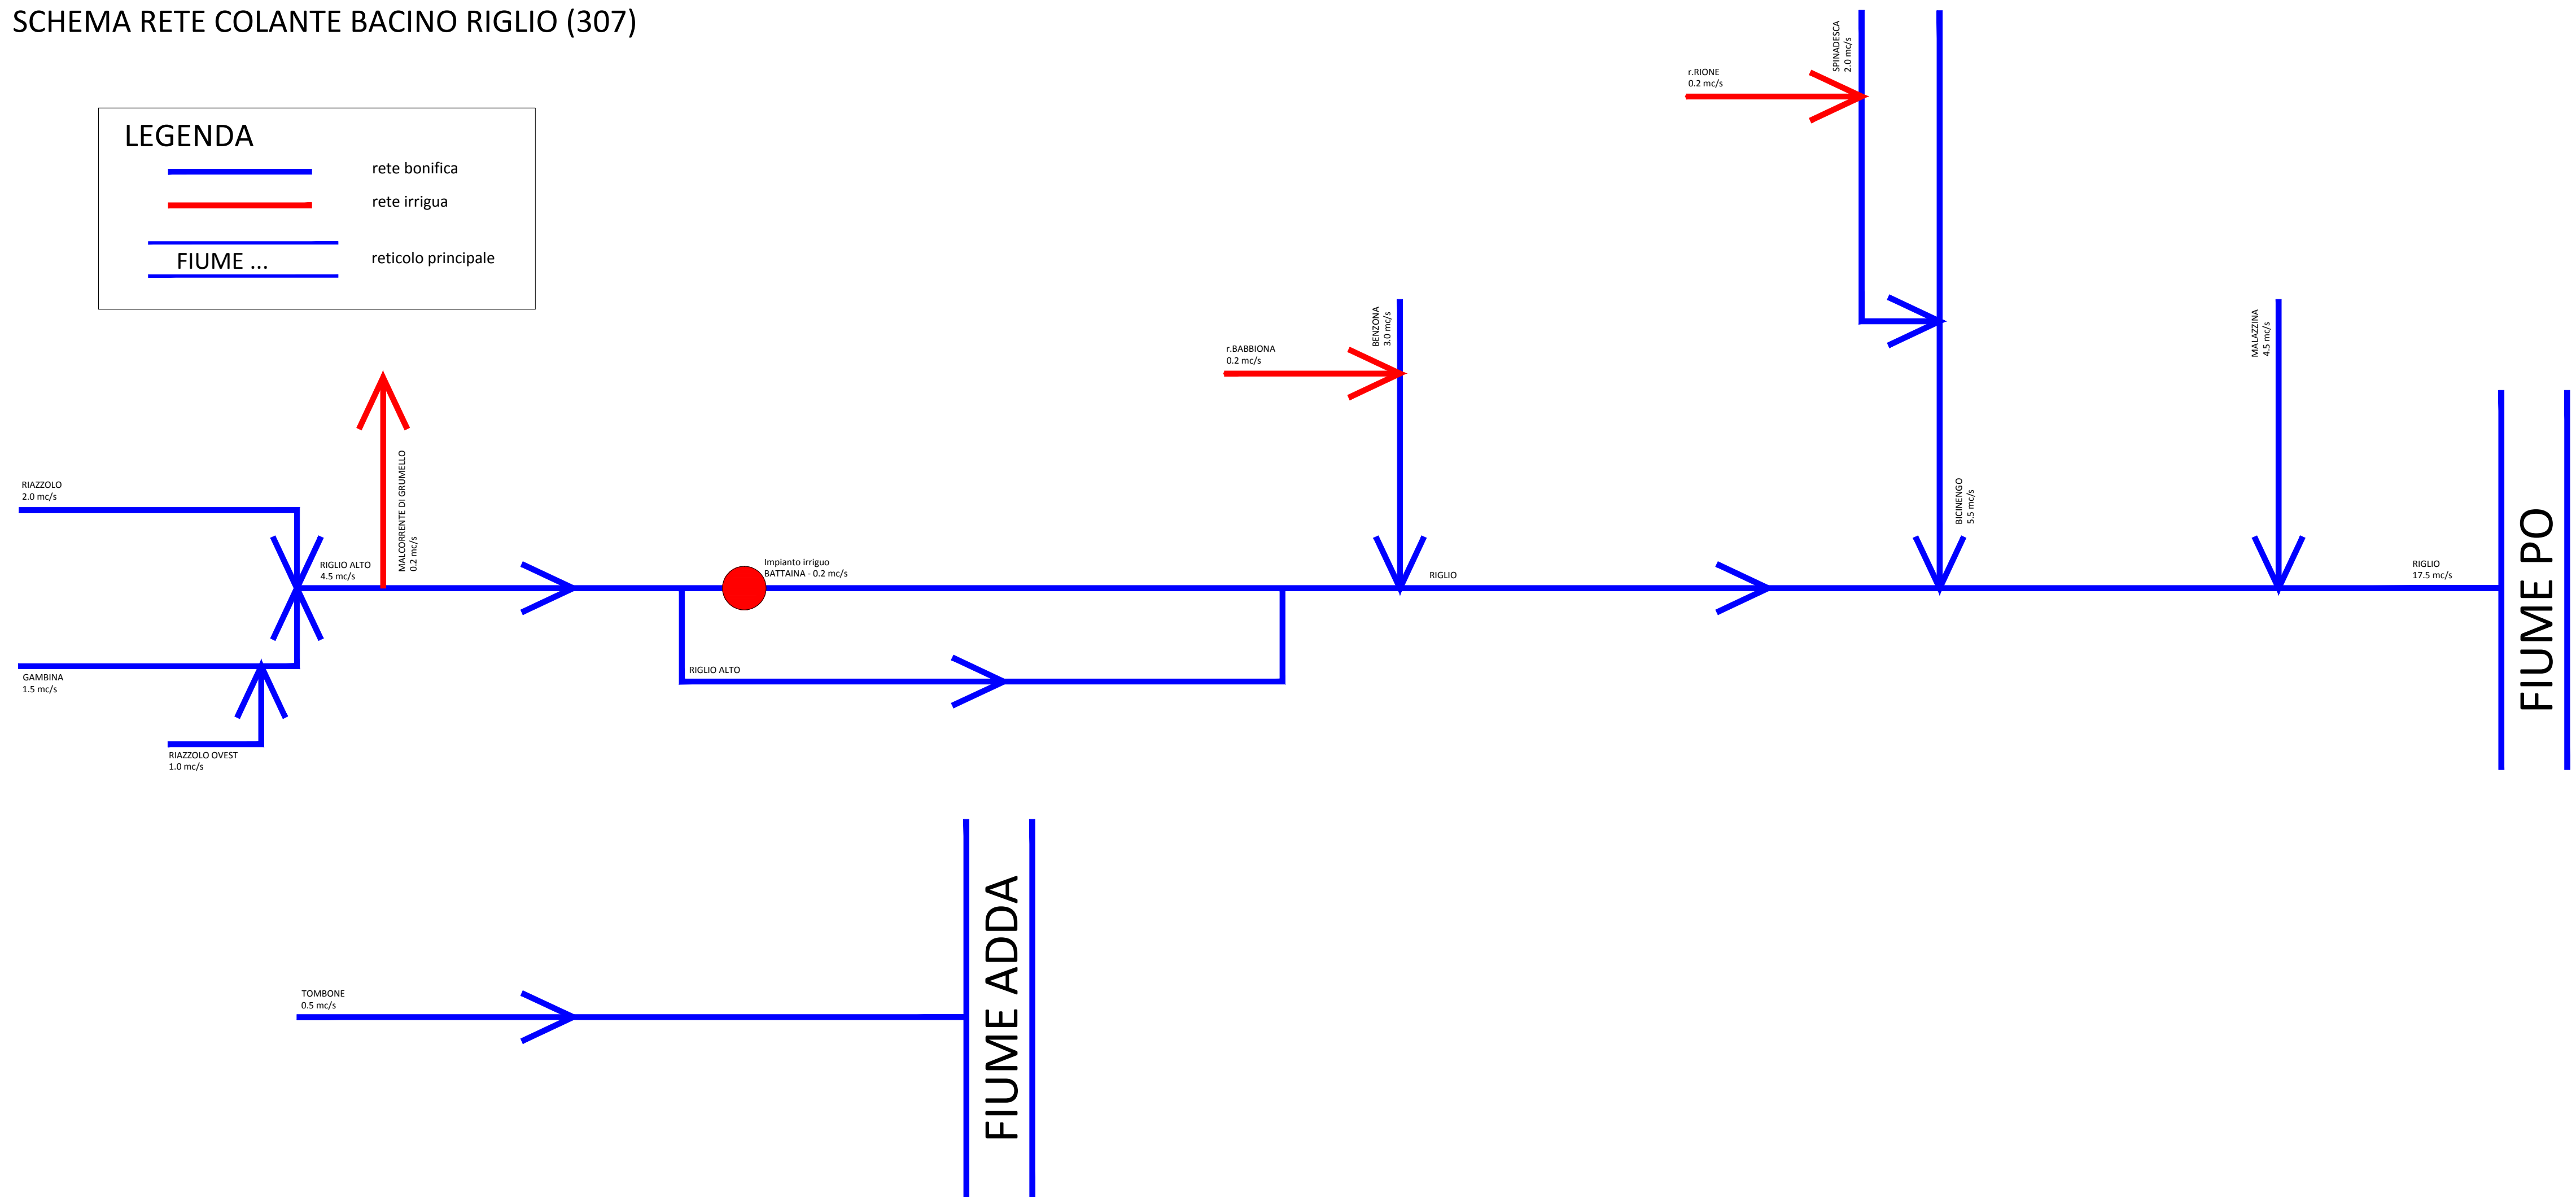 SCHEMA RETE COLANTE BACINO RIGLIO (307)
LEGENDA
rete bonifica
rete irrigua
FIUME ...
reticolo principale
SPINADESCA
2.0 mc/s
r.RIONE
0.2 mc/s
BENZONA
3.0 mc/s
r.BABBIONA
0.2 mc/s
MALAZZINA
4.5 mc/s
RIAZZOLO
2.0 mc/s
MALCORRENTE DI GRUMELLO
0.2 mc/s
BICINENGO
5.5 mc/s
RIGLIO ALTO
4.5 mc/s
Impianto irriguo
BATTAINA - 0.2 mc/s
RIGLIO
RIGLIO
17.5 mc/s
FIUME PO
GAMBINA
1.5 mc/s
RIGLIO ALTO
RIAZZOLO OVEST
1.0 mc/s
FIUME ADDA
TOMBONE
0.5 mc/s